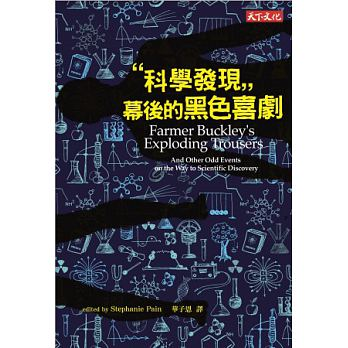 天下文化
“科學發現”
幕後的黑色喜劇
Farmer Buckley's
Exploding Trousers
And Other Odd Events
on the Way to Scientific Discovery
edited by Stephanie Pain 華子恩 譯